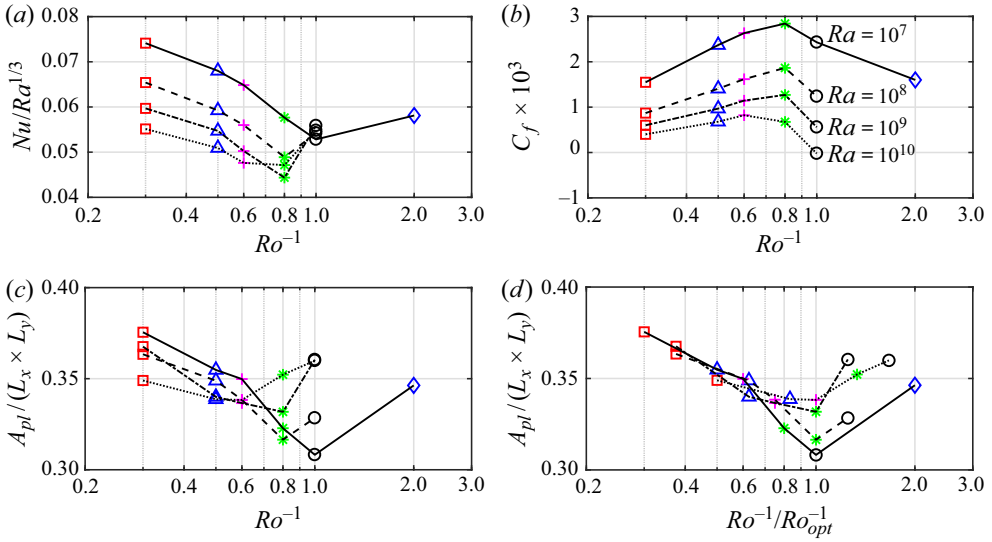 (a)
0.08
0.07
0.06
0.05
0.04
Nu/Ra^{1/3}
0.2 0.4 0.6 0.8 1.0 2.0 3.0
Ro^{−1}
(b)
3
2
1
0
−1
C_f × 10^3
Ra = 10^7
Ra = 10^8
Ra = 10^9
Ra = 10^{10}
0.2 0.4 0.6 0.8 1.0 2.0 3.0
Ro^{−1}
(c)
0.40
0.35
0.30
A_{pl}/(L_x × L_y)
0.2 0.4 0.6 0.8 1.0 2.0 3.0
Ro^{−1}
(d)
0.40
0.35
0.30
A_{pl}/(L_x × L_y)
0.2 0.4 0.6 0.8 1.0 2.0 3.0
Ro^{−1}/Ro_{opt}^{−1}